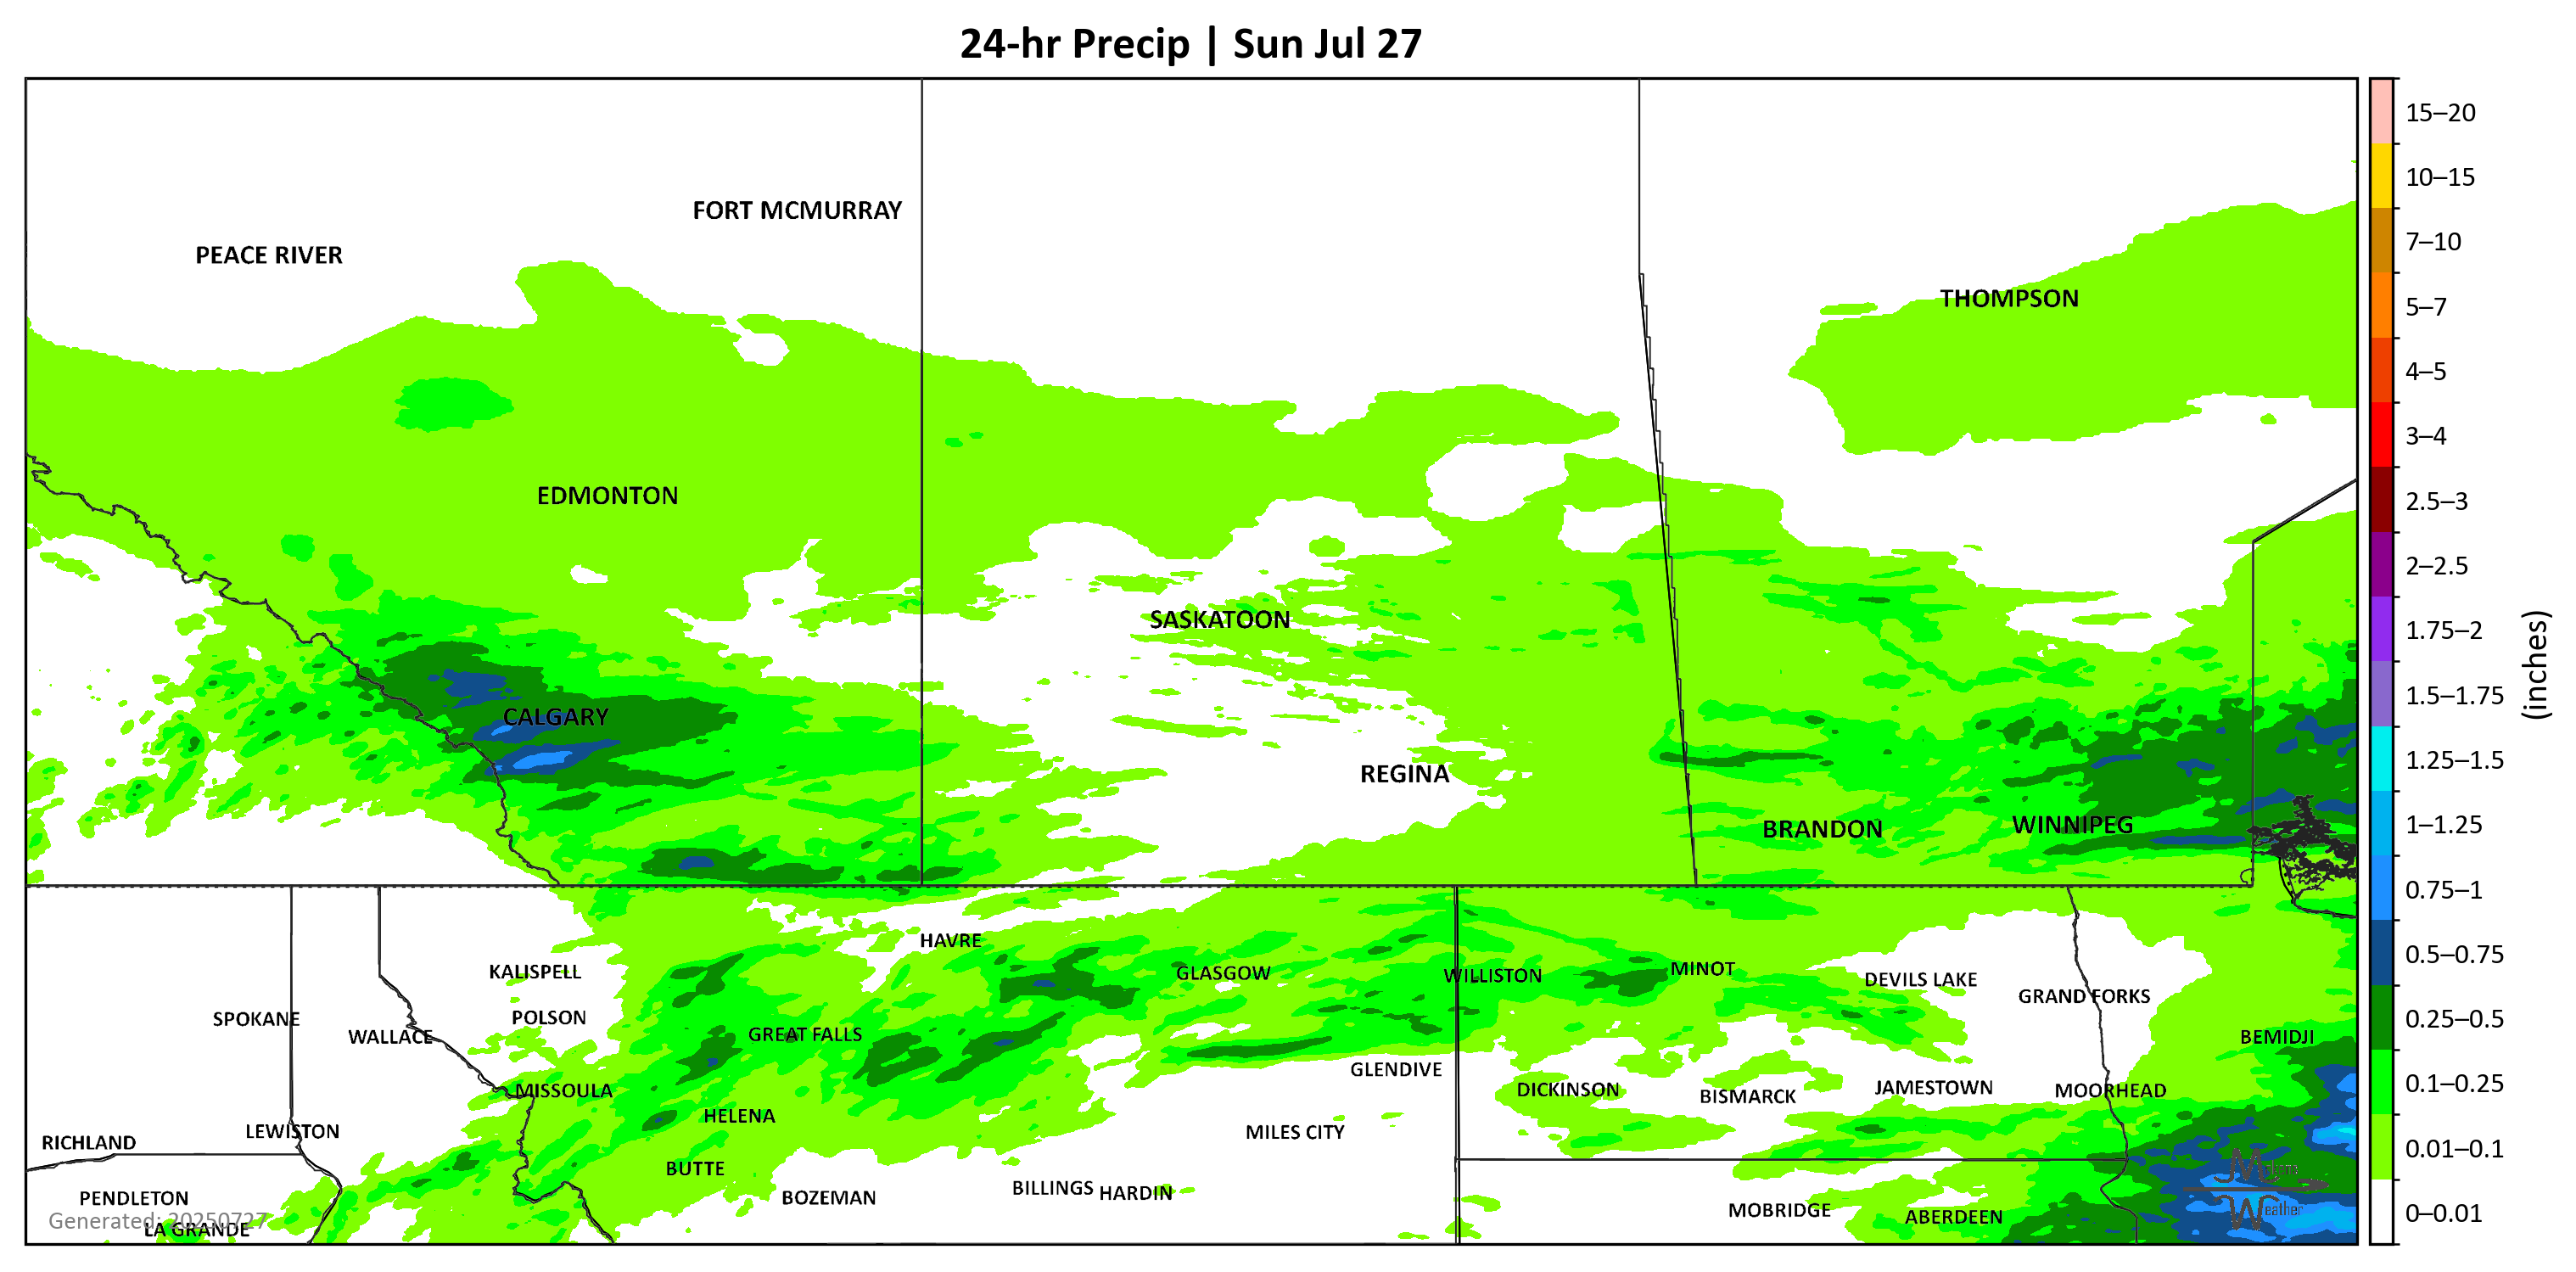 24-hr Precip | Sun Jul 27
FORT MCMURRAY
PEACE RIVER
THOMPSON
EDMONTON
SASKATOON
CALGARY
REGINA
BRANDON
WINNIPEG
HAVRE
KALISPELL
GLASGOW
WILLISTON
MINOT
DEVILS LAKE
GRAND FORKS
SPOKANE
POLSON
WALLACE
GREAT FALLS
BEMIDJI
GLENDIVE
MISSOULA
DICKINSON
BISMARCK
JAMESTOWN
MOORHEAD
HELENA
LEWISTON
RICHLAND
MILES CITY
BUTTE
BILLINGS
HARDIN
PENDLETON
BOZEMAN
MOBRIDGE
ABERDEEN
Generated: 20250727
LA GRANDE
Weather
15–20
10–15
7–10
5–7
4–5
3–4
2.5–3
2–2.5
1.75–2
1.5–1.75
1.25–1.5
1–1.25
0.75–1
0.5–0.75
0.25–0.5
0.1–0.25
0.01–0.1
0–0.01
(inches)